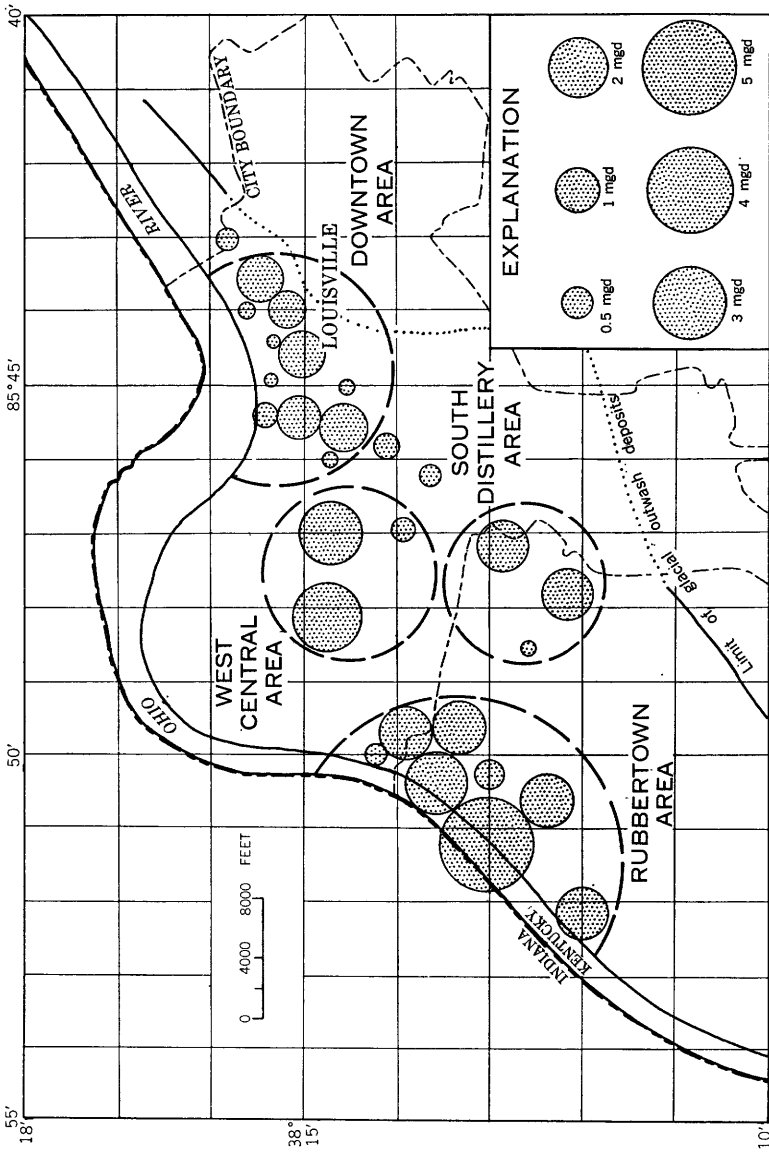 40'
85°45'
50'
55'
18'
38°
15'
10'
OHIO
RIVER
CITY BOUNDARY
LOUISVILLE
DOWNTOWN
AREA
WEST
CENTRAL
AREA
SOUTH
DISTILLERY
AREA
RUBBERTOWN
AREA
INDIANA
KENTUCKY
Limit of glacial outwash deposits
0 4000 8000 FEET
EXPLANATION
0.5 mgd
1 mgd
2 mgd
3 mgd
4 mgd
5 mgd